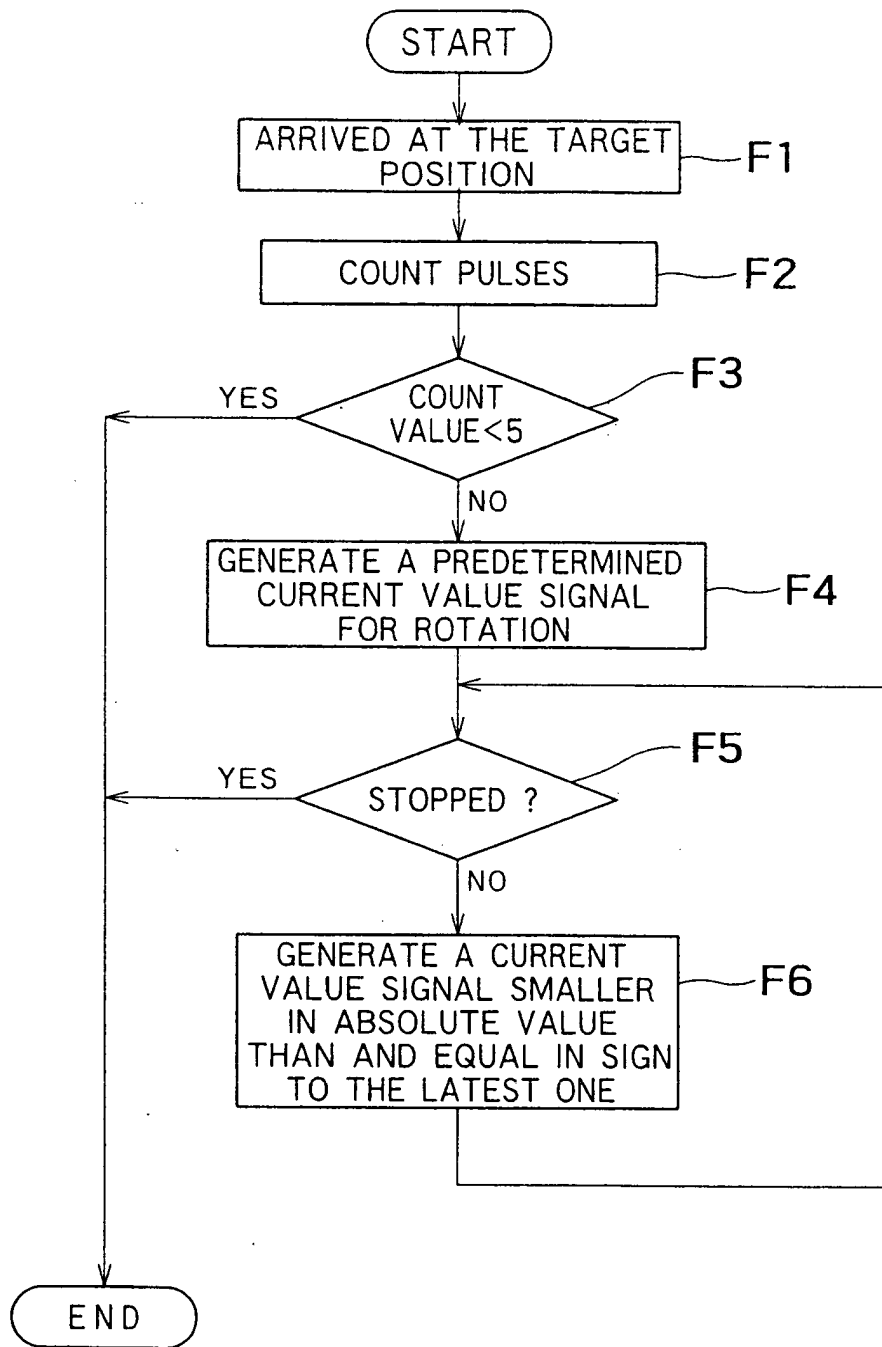 START
ARRIVED AT THE TARGET
POSITION
F1
COUNT PULSES
F2
F3
YES
COUNT
VALUE<5
NO
GENERATE A PREDETERMINED
CURRENT VALUE SIGNAL
FOR ROTATION
F4
F5
YES
STOPPED ?
NO
GENERATE A CURRENT
VALUE SIGNAL SMALLER
IN ABSOLUTE VALUE
THAN AND EQUAL IN SIGN
TO THE LATEST ONE
F6
END